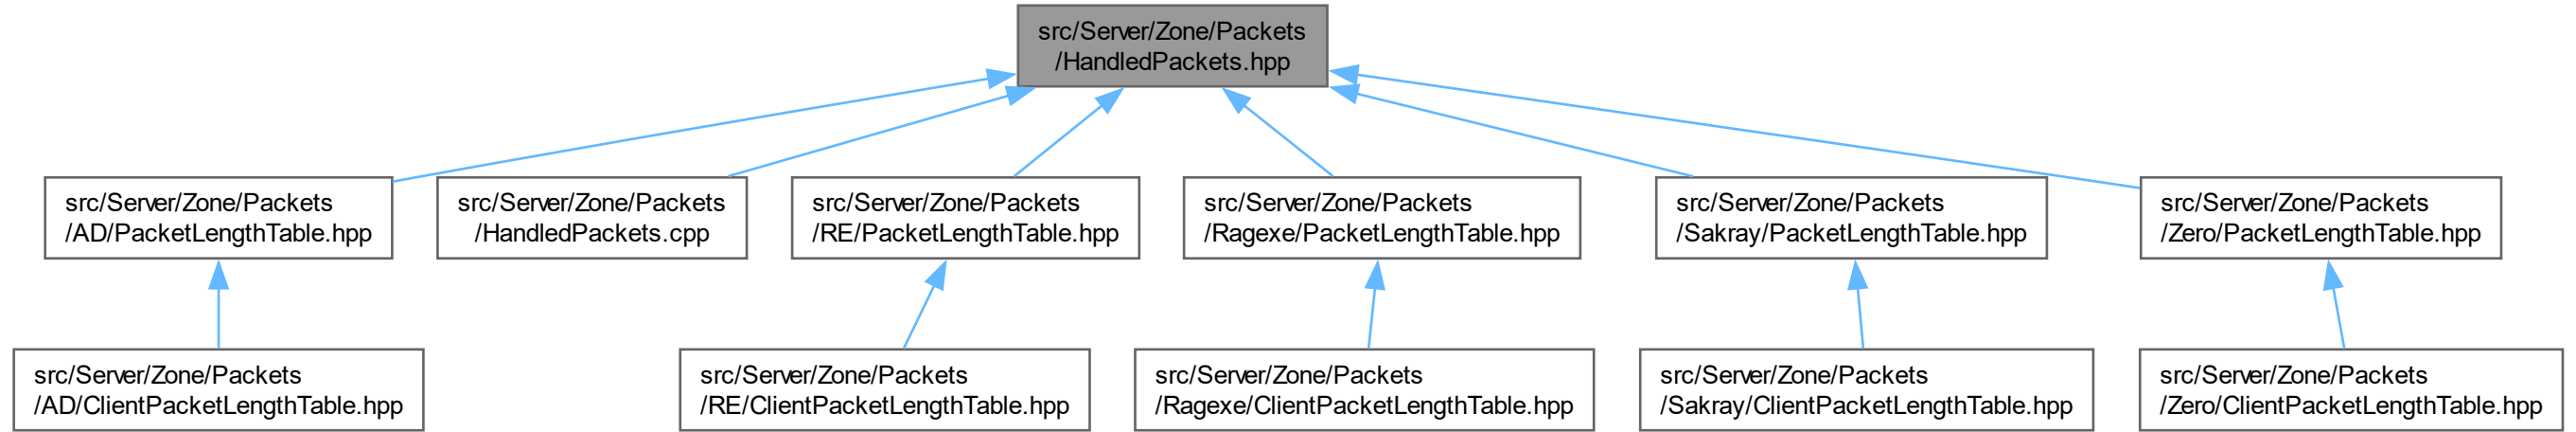 src/Server/Zone/Packets
/HandledPackets.hpp
src/Server/Zone/Packets
/AD/PacketLengthTable.hpp
src/Server/Zone/Packets
/HandledPackets.cpp
src/Server/Zone/Packets
/RE/PacketLengthTable.hpp
src/Server/Zone/Packets
/Ragexe/PacketLengthTable.hpp
src/Server/Zone/Packets
/Sakray/PacketLengthTable.hpp
src/Server/Zone/Packets
/Zero/PacketLengthTable.hpp
src/Server/Zone/Packets
/AD/ClientPacketLengthTable.hpp
src/Server/Zone/Packets
/RE/ClientPacketLengthTable.hpp
src/Server/Zone/Packets
/Ragexe/ClientPacketLengthTable.hpp
src/Server/Zone/Packets
/Sakray/ClientPacketLengthTable.hpp
src/Server/Zone/Packets
/Zero/ClientPacketLengthTable.hpp